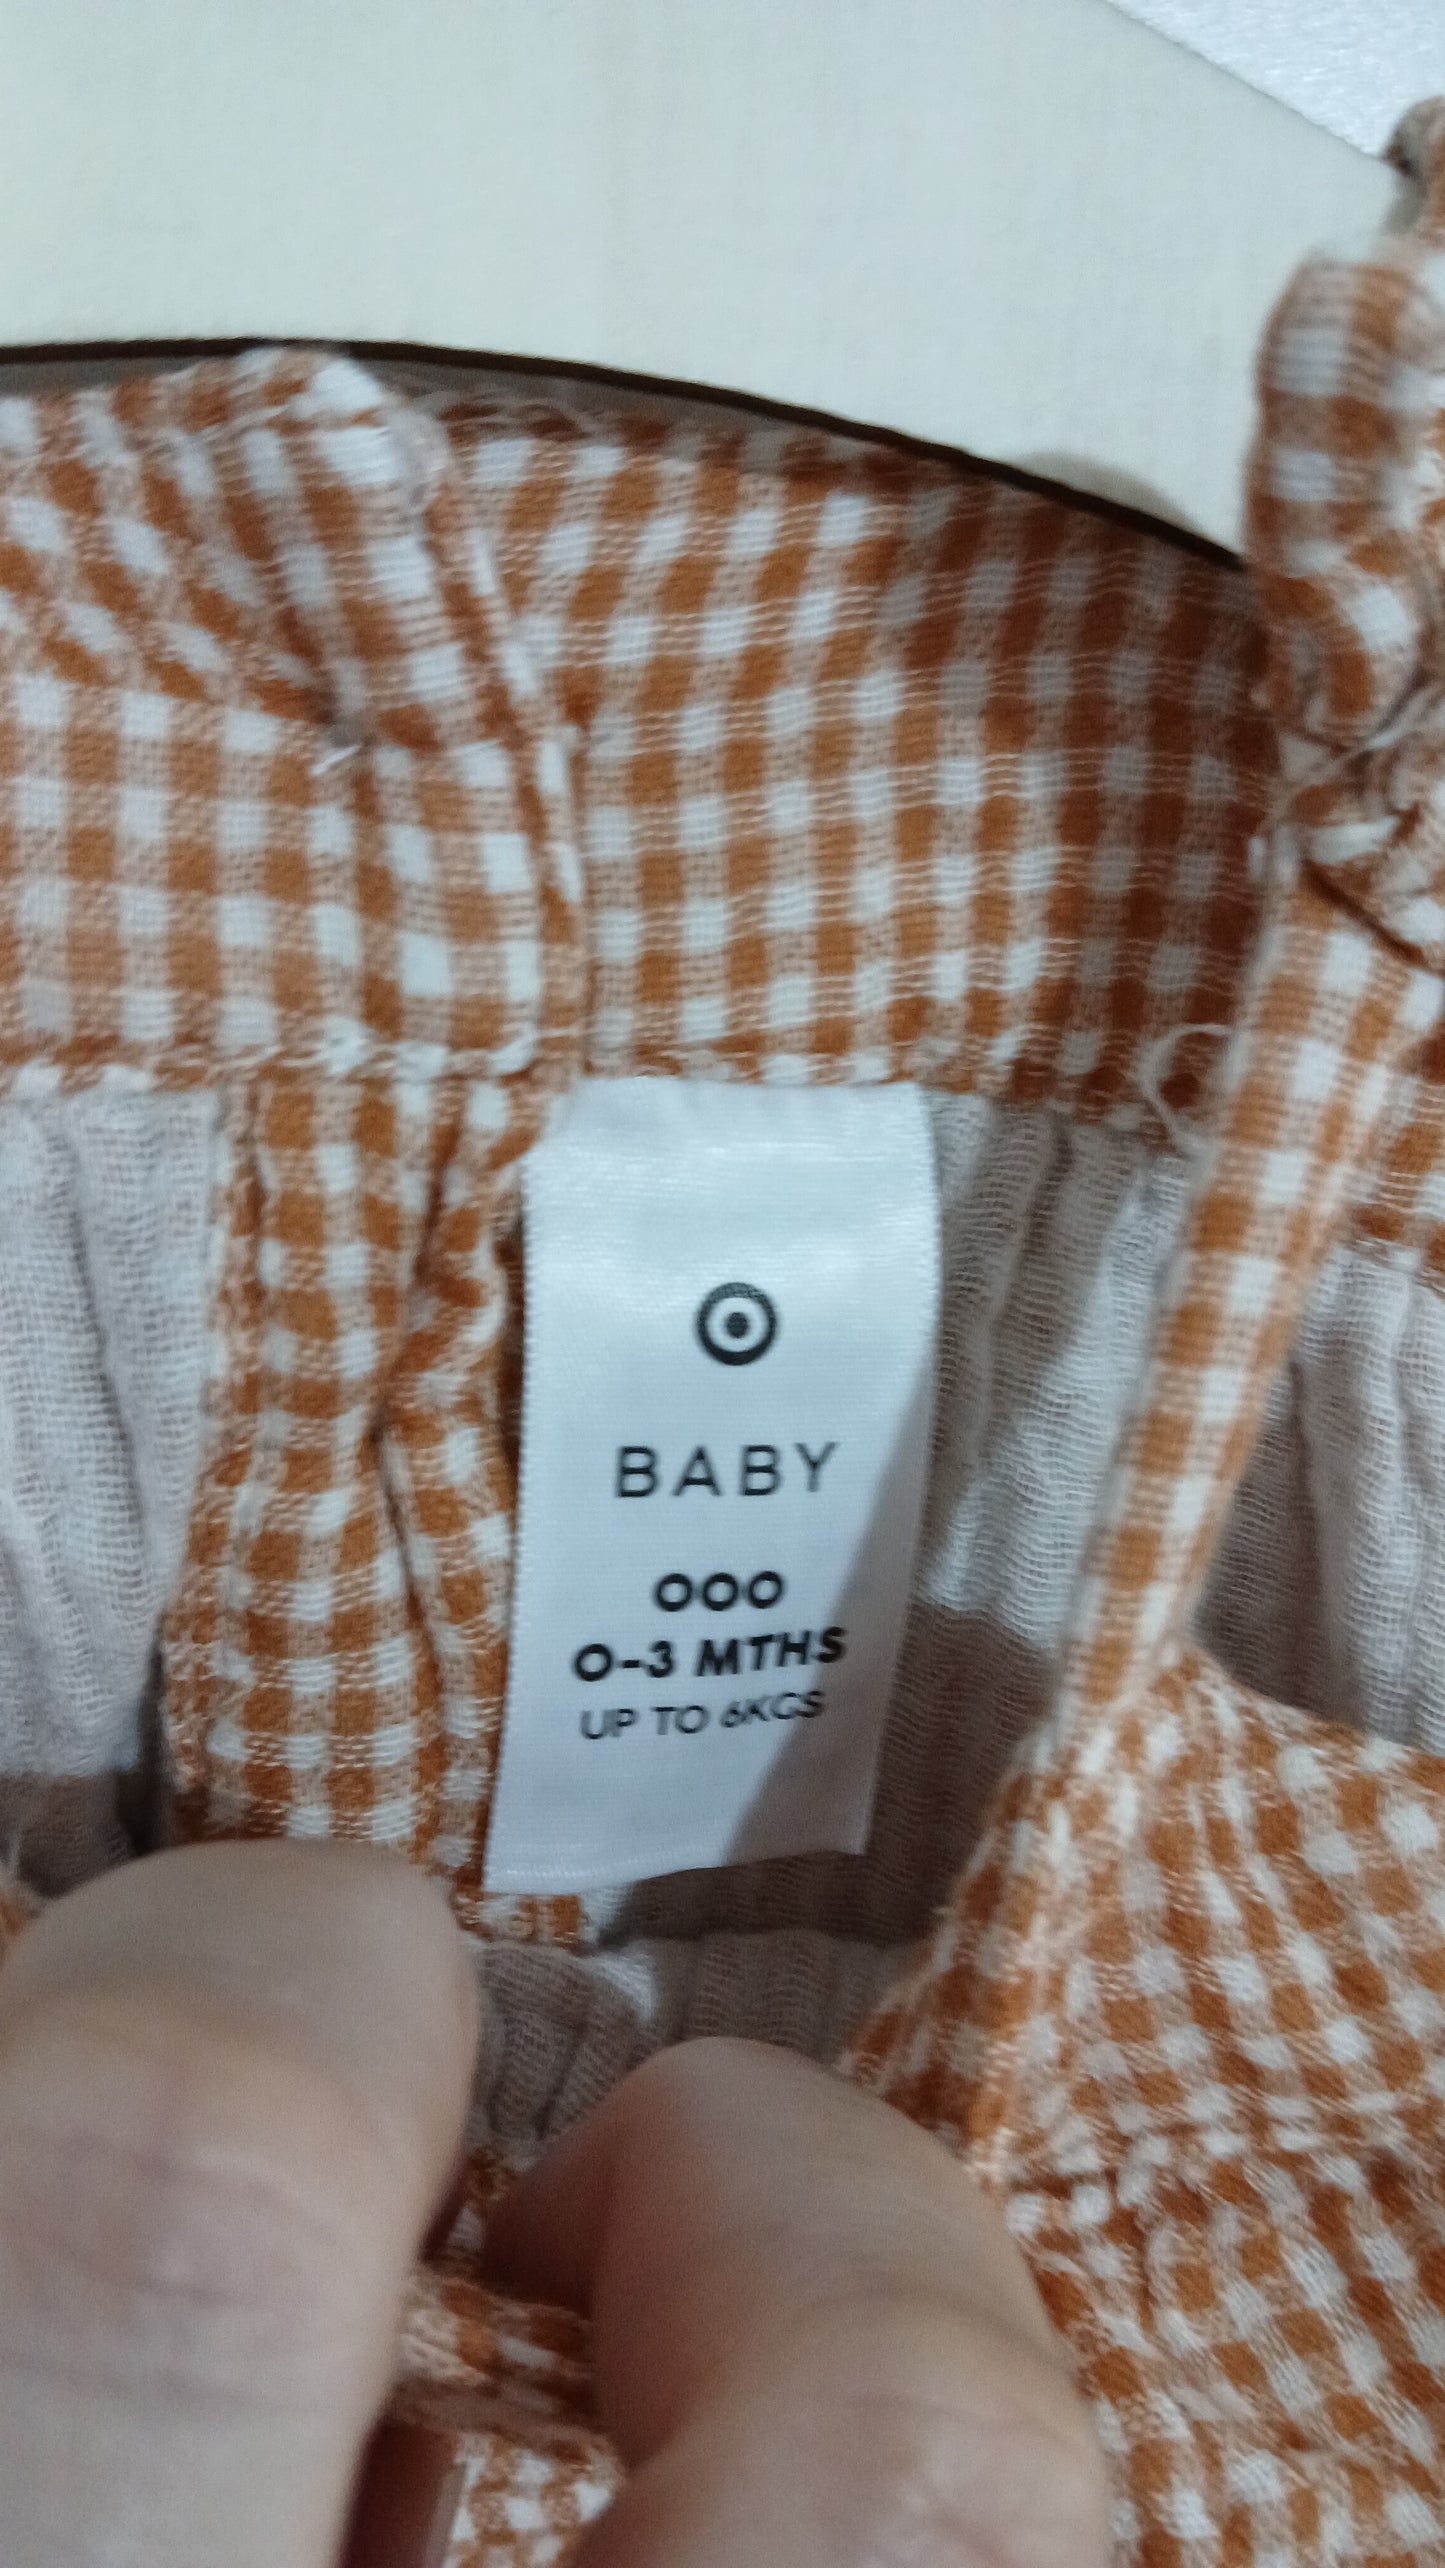 BABY
000
0-3 MTHS
UP TO 6KGS